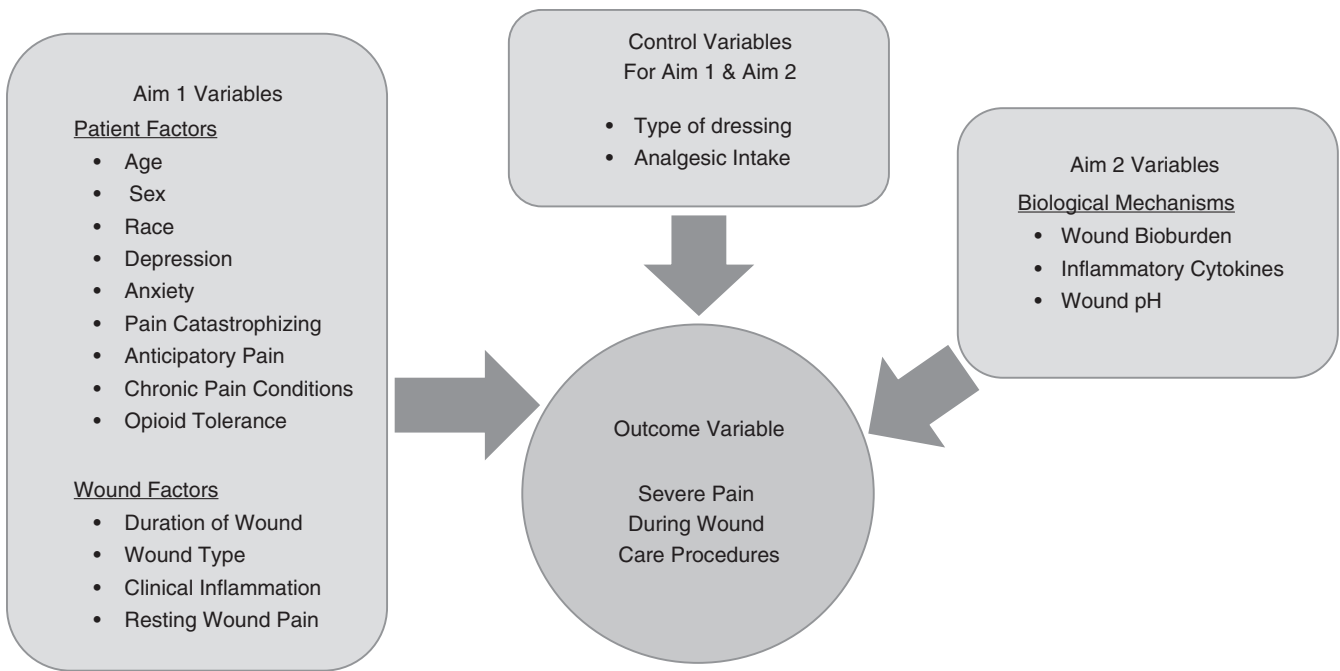 Aim 1 Variables
Patient Factors
• Age
• Sex
• Race
• Depression
• Anxiety
• Pain Catastrophizing
• Anticipatory Pain
• Chronic Pain Conditions
• Opioid Tolerance
Wound Factors
• Duration of Wound
• Wound Type
• Clinical Inflammation
• Resting Wound Pain
Control Variables
For Aim 1 & Aim 2
• Type of dressing
• Analgesic Intake
Aim 2 Variables
Biological Mechanisms
• Wound Bioburden
• Inflammatory Cytokines
• Wound pH
Outcome Variable
Severe Pain
During Wound
Care Procedures